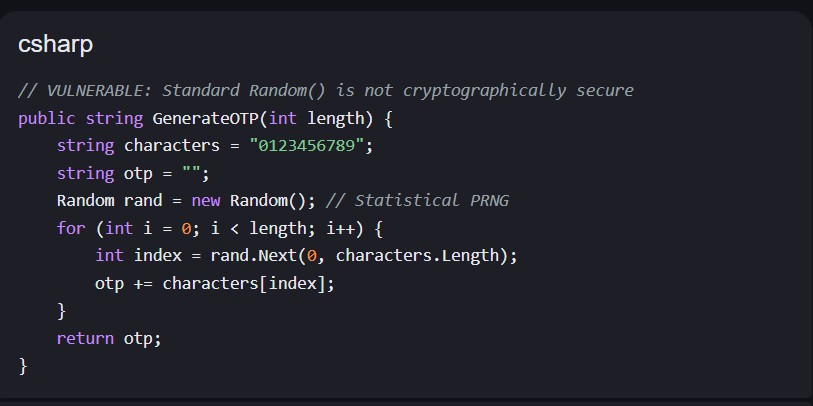 csharp
// VULNERABLE: Standard Random() is not cryptographically secure
public string GenerateOTP(int length) {
    string characters = "0123456789";
    string otp = "";
    Random rand = new Random(); // Statistical PRNG
    for (int i = 0; i < length; i++) {
        int index = rand.Next(0, characters.Length);
        otp += characters[index];
    }
    return otp;
}